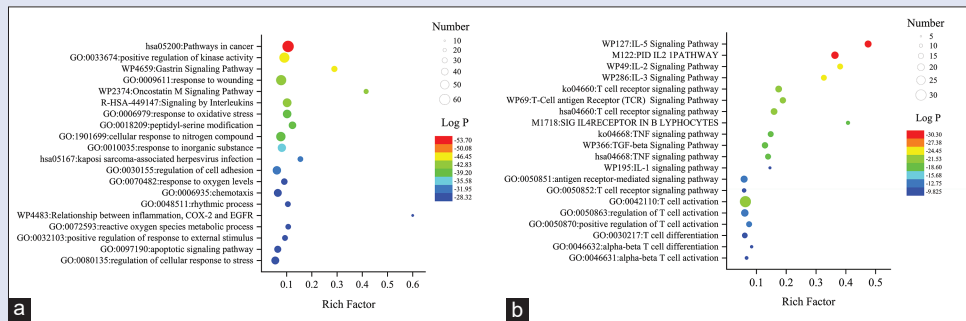 hsa05200:Pathways in cancer
GO:0033674:positive regulation of kinase activity
WP4659:Gastrin Signaling Pathway
GO:0009611:response to wounding
WP2374:Oncostatin M Signaling Pathway
R-HSA-449147:Signaling by Interleukins
GO:0006979:response to oxidative stress
GO:0018209:peptidyl-serine modification
GO:1901699:cellular response to nitrogen compound
GO:0010035:response to inorganic substance
hsa05167:kaposi sarcoma-associated herpesvirus infection
GO:0030155:regulation of cell adhesion
GO:0070482:response to oxygen levels
GO:0006935:chemotaxis
GO:0048511:rhythmic process
WP4483:Relationship between inflammation, COX-2 and EGFR
GO:0072593:reactive oxygen species metabolic process
GO:0032103:positive regulation of response to external stimulus
GO:0097190:apoptotic signaling pathway
GO:0080135:regulation of cellular response to stress
0.1 0.2 0.3 0.4 0.5 0.6
Rich Factor
Number
10
20
30
40
50
60
Log P
-53.70
-50.08
-46.45
-42.83
-39.20
-35.58
-31.95
-28.32
a
WP127:IL-5 Signaling Pathway
M122:PID IL2 1PATHWAY
WP49:IL-2 Signaling Pathway
WP286:IL-3 Signaling Pathway
ko04660:T cell receptor signaling pathway
WP69:T-Cell antigen Receptor (TCR) Signaling Pathway
hsa04660:T cell receptor signaling pathway
M1718:SIG IL4RECEPTOR IN B LYPHOCYTES
ko04668:TNF signaling pathway
WP366:TGF-beta Signaling Pathway
hsa04668:TNF signaling pathway
WP195:IL-1 signaling pathway
GO:0050851:antigen receptor-mediated signaling pathway
GO:0050852:T cell receptor signaling pathway
GO:0042110:T cell activation
GO:0050863:regulation of T cell activation
GO:0050870:positive regulation of T cell activation
GO:0030217:T cell differentiation
GO:0046632:alpha-beta T cell differentiation
GO:0046631:alpha-beta T cell activation
0.1 0.2 0.3 0.4 0.5
Rich Factor
Number
5
10
15
20
25
30
Log P
-30.30
-27.38
-24.45
-21.53
-18.60
-15.68
-12.75
-9.825
b